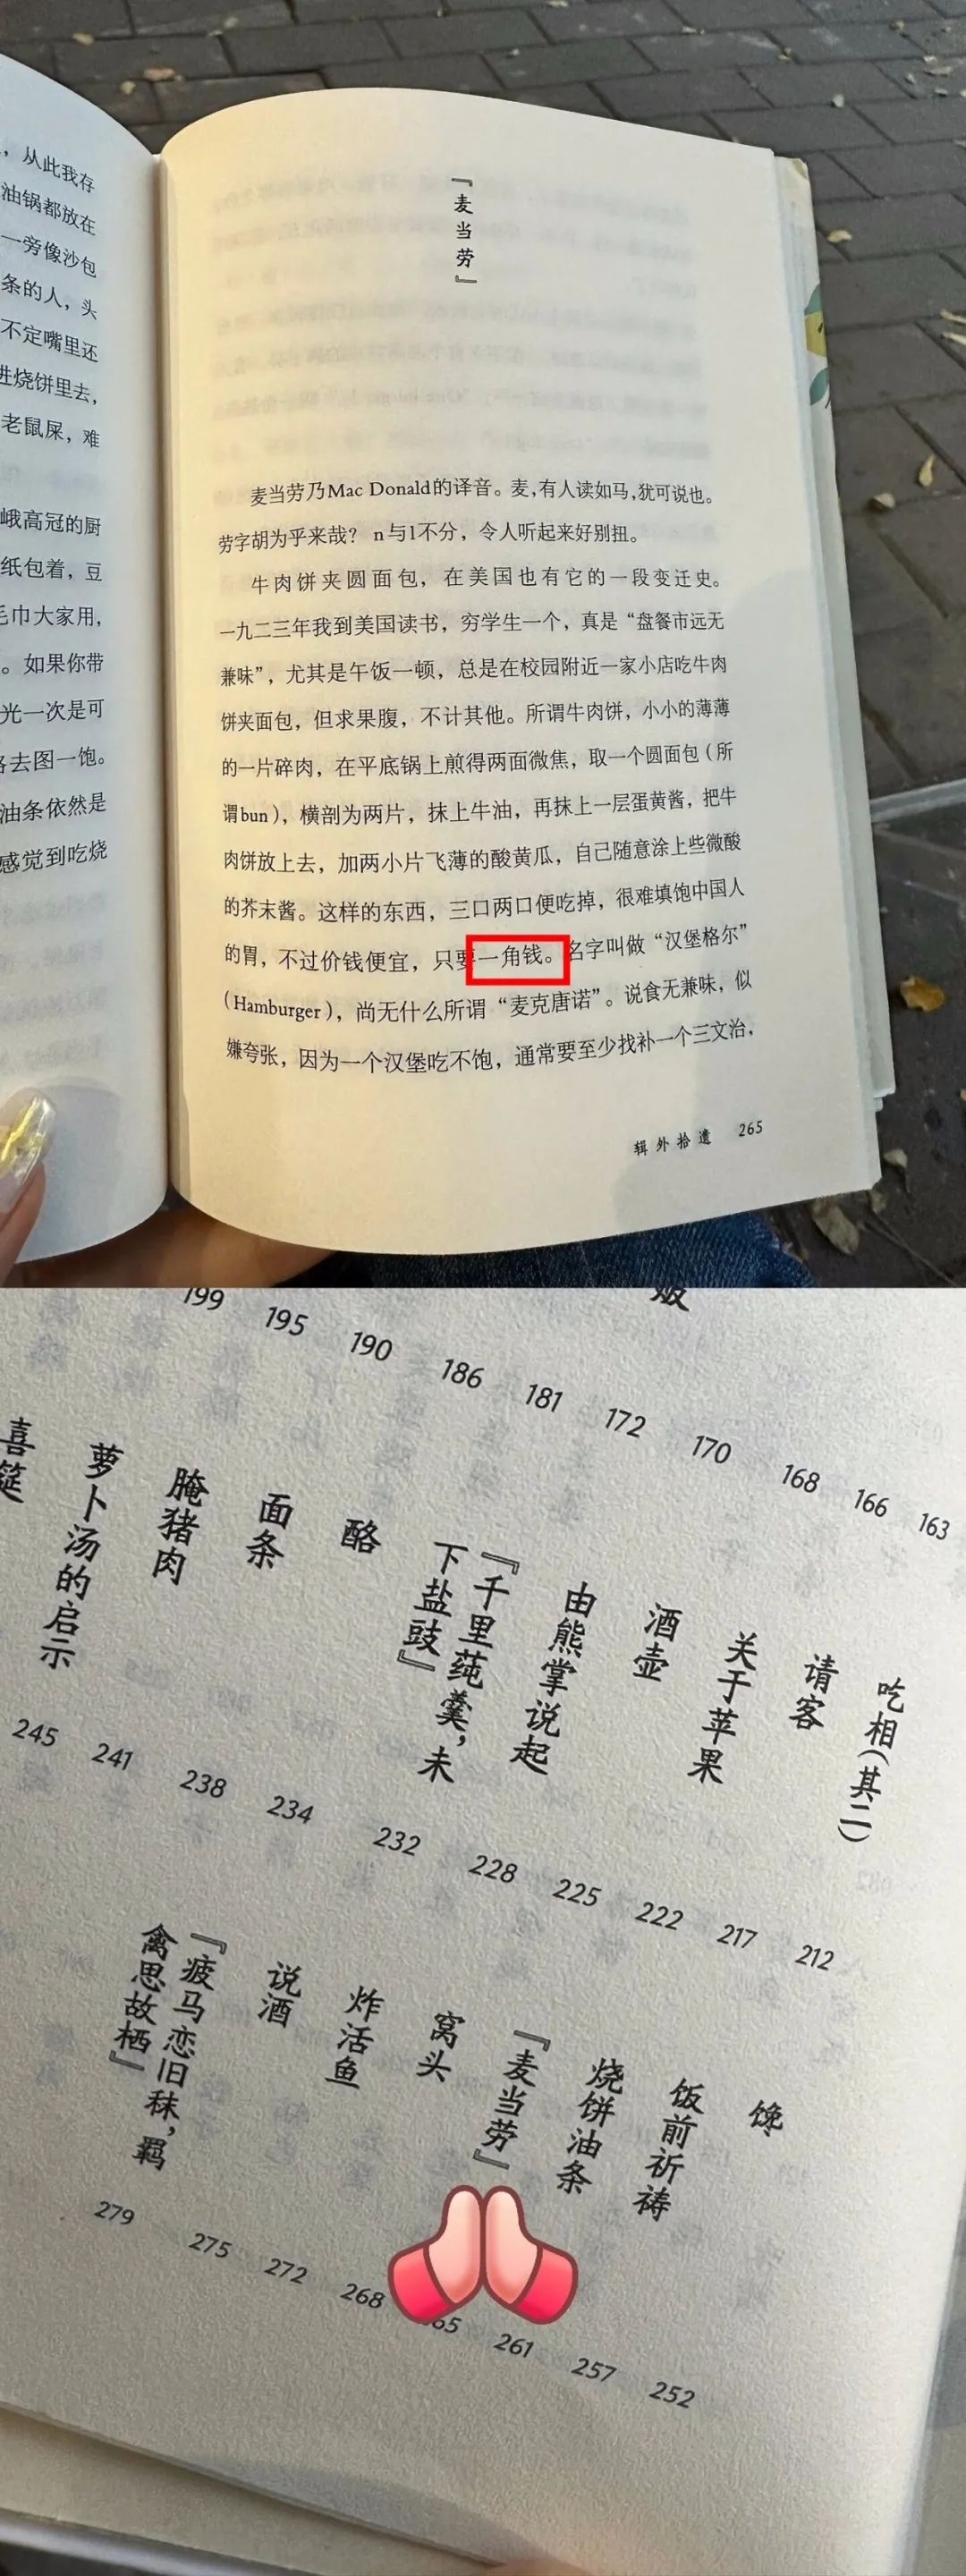 ，从此我存
油锅都放在
一旁像沙包
条的人，头
不定嘴里还
进烧饼里去，
老鼠屎，难
峨高冠的厨
纸包着，豆
毛巾大家用，
。如果你带
光一次是可
去图一饱。
油条依然是
感觉到吃烧
『麦当劳』
麦当劳乃Mac Donald的译音。麦，有人读如马，犹可说也。
劳字胡为乎来哉？n与l不分，令人听起来好别扭。
牛肉饼夹圆面包，在美国也有它的一段变迁史。
一九二三年我到美国读书，穷学生一个，真是“盘餐市远无
兼味”，尤其是午饭一顿，总是在校园附近一家小店吃牛肉
饼夹面包，但求果腹，不计其他。所谓牛肉饼，小小的薄薄
的一片碎肉，在平底锅上煎得两面微焦，取一个圆面包（所
谓bun），横剖为两片，抹上牛油，再抹上一层蛋黄酱，把牛
肉饼放上去，加两小片飞薄的酸黄瓜，自己随意涂上些微酸
的芥末酱。这样的东西，三口两口便吃掉，很难填饱中国人
的胃，不过价钱便宜，只要一角钱。名字叫做“汉堡格尔”
（Hamburger），尚无什么所谓“麦克唐诺”。说食无兼味，似
嫌夸张，因为一个汉堡吃不饱，通常要至少找补一个三文治，
辑外拾遗 265
163
166
168
170
172
181
186
190
195
199
吃相（其二） 212
请客 217
关于苹果 222
酒壶 225
由熊掌说起 228
『千里莼羹，未
下盐豉』 232
酪 234
面条 238
腌猪肉 241
萝卜汤的启示 245
喜筵
馋 252
饭前祈祷 257
烧饼油条 261
『麦当劳』 65
窝头 268
炸活鱼 272
说酒 275
『疲马恋旧秣，羁
禽思故栖』 279